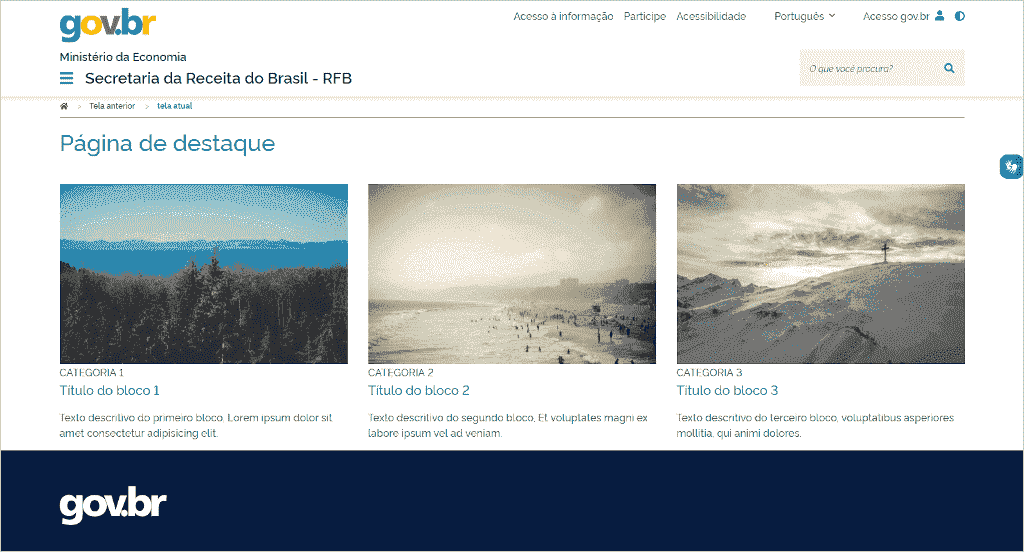 gov.br
Acesso à informação Participe Acessibilidade Português Acesso gov.br
Ministério da Economia
Secretaria da Receita do Brasil - RFB
O que você procura?
> Tela anterior > tela atual
Página de destaque
CATEGORIA 1
Título do bloco 1
Texto descritivo do primeiro bloco, Lorem ipsum dolor sit
amet consectetur adipisicing elit.
CATEGORIA 2
Título do bloco 2
Texto descritivo do segundo bloco, Et voluptates magni ex
labore ipsum vel ad veniam.
CATEGORIA 3
Título do bloco 3
Texto descritivo do terceiro bloco, voluptatibus asperiores
mollitia, qui animi dolores.
gov.br